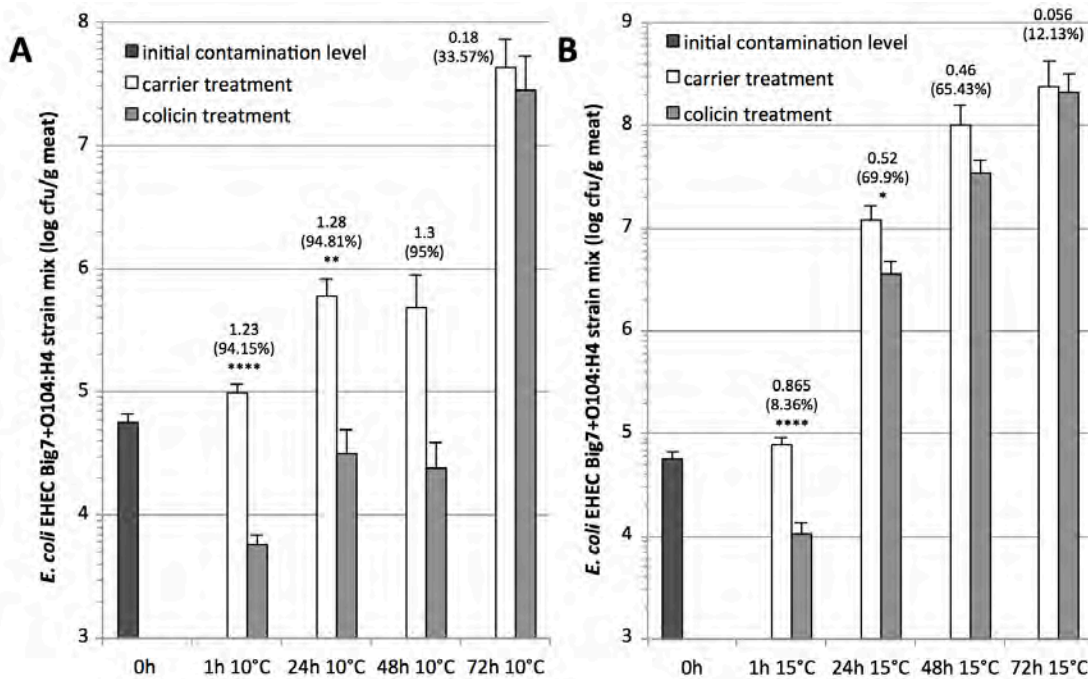 A
E. coli EHEC Big7+O104:H4 strain mix (log cfu/g meat)
8
7
6
5
4
3
initial contamination level
carrier treatment
colicin treatment
1.23
(94.15%)
****
1.28
(94.81%)
**
1.3
(95%)
0.18
(33.57%)
0h
1h 10°C
24h 10°C
48h 10°C
72h 10°C
B
E. coli EHEC Big7+O104:H4 strain mix (log cfu/g meat)
9
8
7
6
5
4
3
initial contamination level
carrier treatment
colicin treatment
0.865
(8.36%)
****
0.52
(69.9%)
*
0.46
(65.43%)
0.056
(12.13%)
0h
1h 15°C
24h 15°C
48h 15°C
72h 15°C